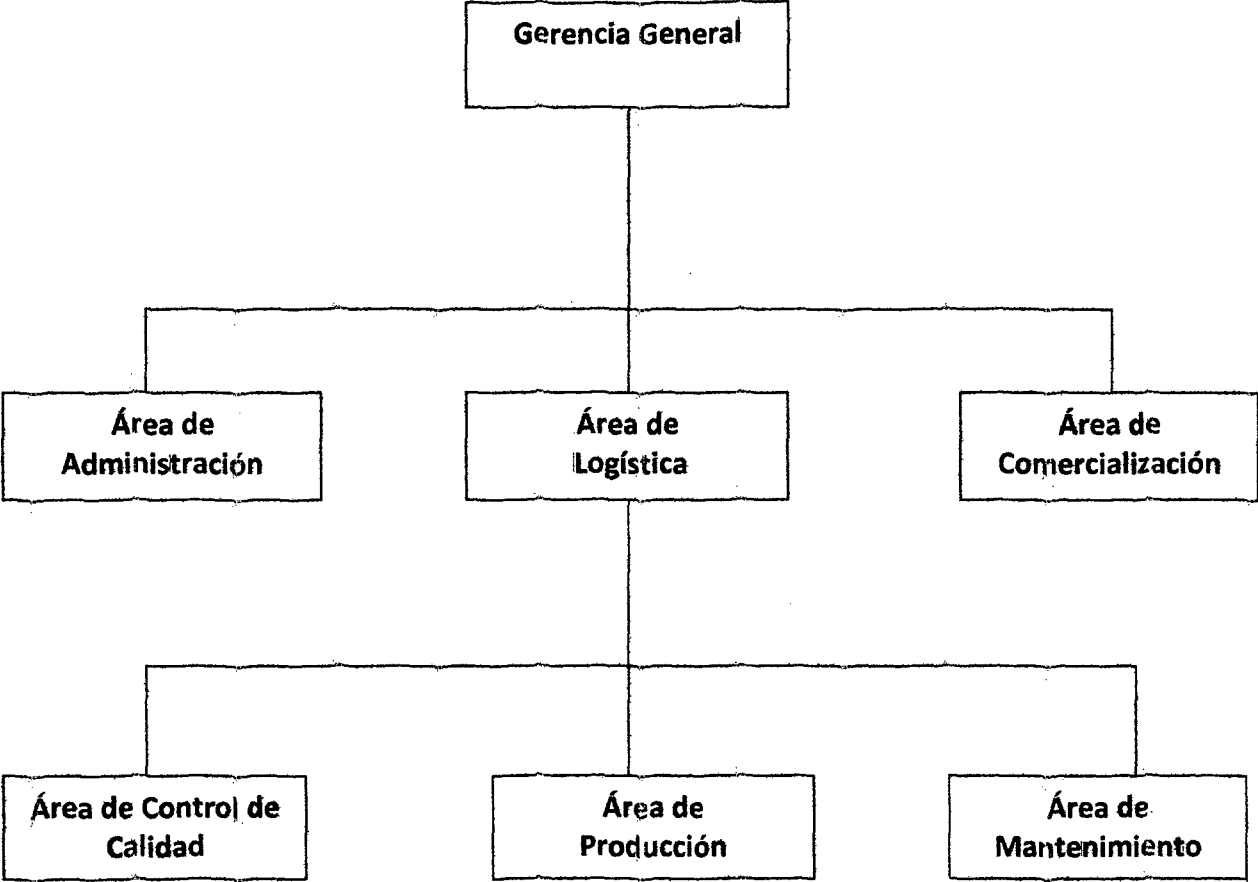 Gerencia General
Área de
Administración
Área de
Logística
Área de
Comercialización
Área de Control de
Calidad
Área de
Producción
Área de
Mantenimiento